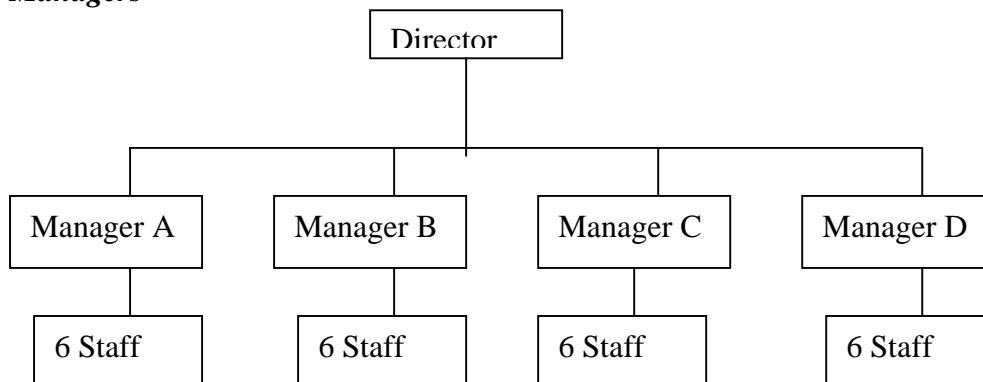 Managers
Director
Manager A
Manager B
Manager C
Manager D
6 Staff
6 Staff
6 Staff
6 Staff